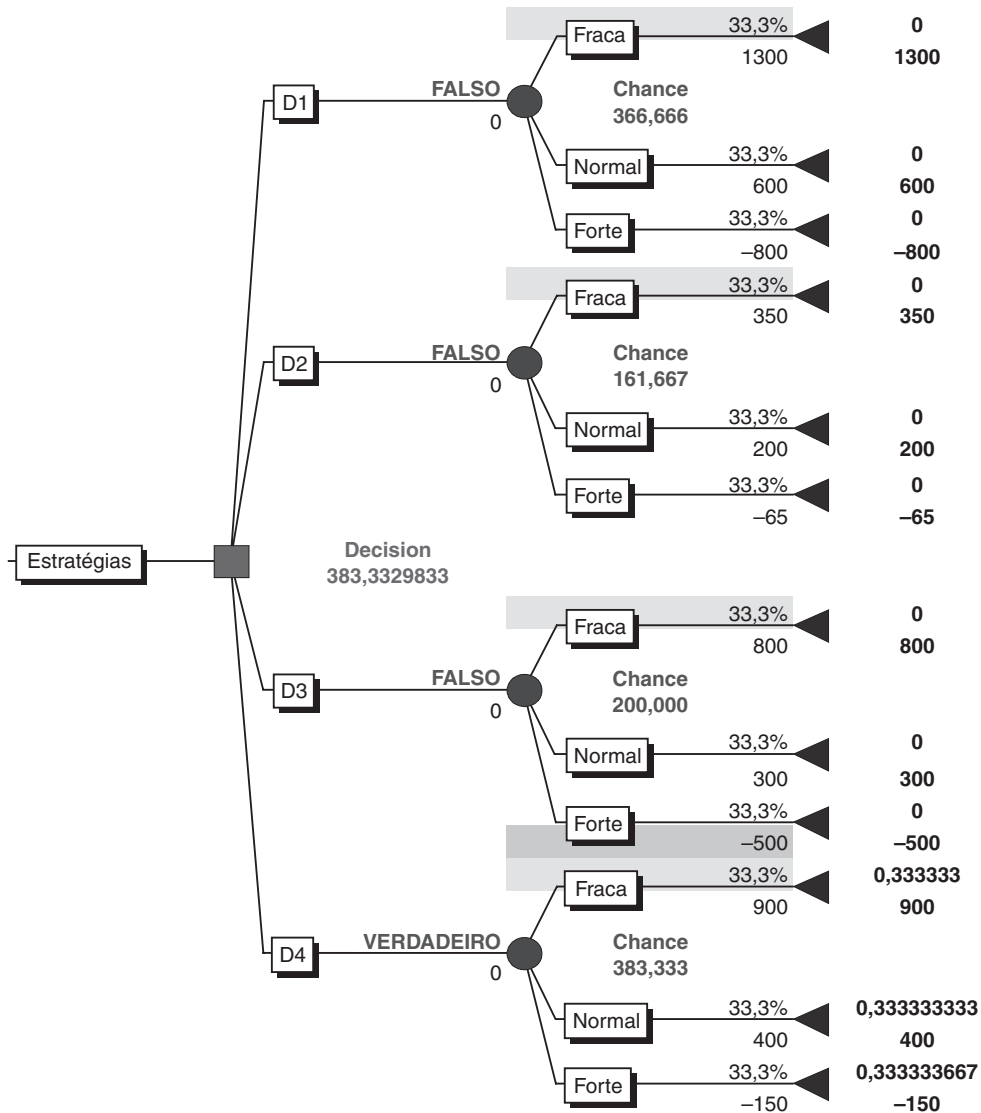 Fraca
33,3%
1300
0
1300
D1
FALSO
0
Chance
366,666
Normal
33,3%
600
0
600
Forte
33,3%
–800
0
–800
Fraca
33,3%
350
0
350
D2
FALSO
0
Chance
161,667
Normal
33,3%
200
0
200
Forte
33,3%
–65
0
–65
Estratégias
Decision
383,3329833
Fraca
33,3%
800
0
800
D3
FALSO
0
Chance
200,000
Normal
33,3%
300
0
300
Forte
33,3%
–500
0
–500
Fraca
33,3%
900
0,333333
900
D4
VERDADEIRO
0
Chance
383,333
Normal
33,3%
400
0,333333333
400
Forte
33,3%
–150
0,333333667
–150